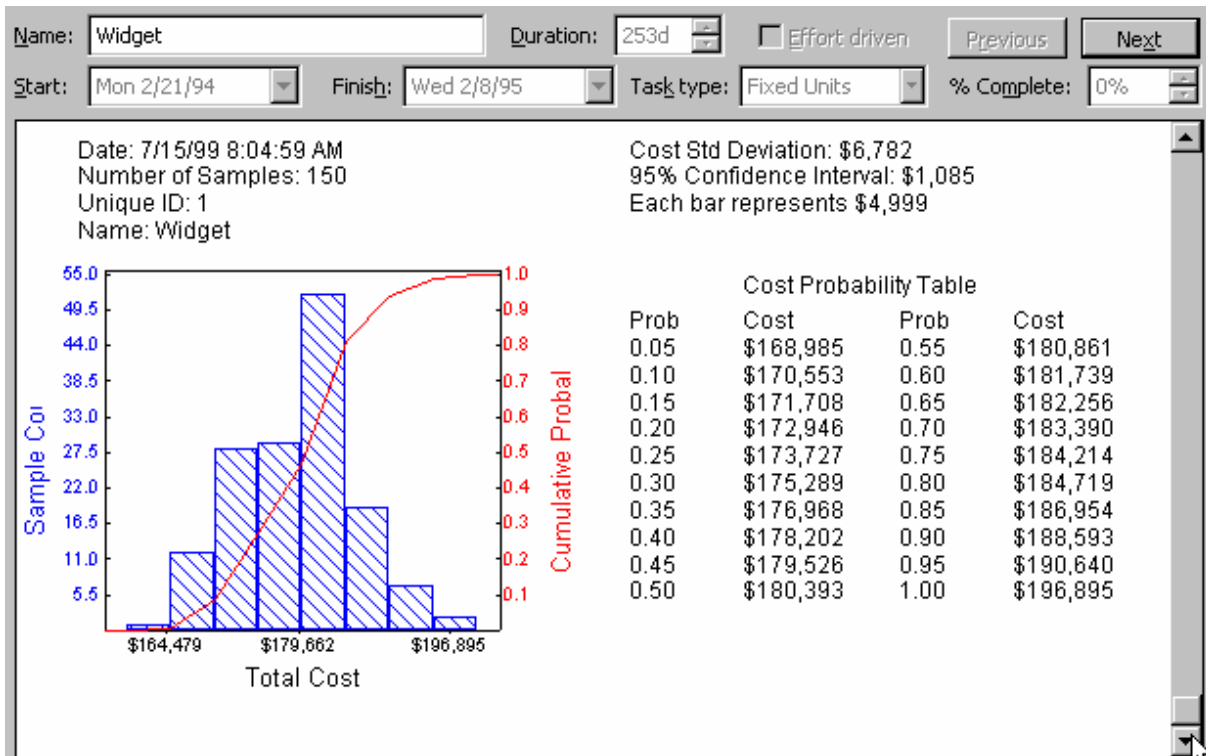 Name: Widget Duration: 253d Effort driven Previous Next
Start: Mon 2/21/94 Finish: Wed 2/8/95 Task type: Fixed Units % Complete: 0%
Date: 7/15/99 8:04:59 AM
Number of Samples: 150
Unique ID: 1
Name: Widget
Cost Std Deviation: $6,782
95% Confidence Interval: $1,085
Each bar represents $4,999
55.0
49.5
44.0
38.5
33.0
27.5
22.0
16.5
11.0
5.5
Sample Cou
1.0
0.9
0.8
0.7
0.6
0.5
0.4
0.3
0.2
0.1
Cumulative Probal
$164,479 $179,662 $196,895
Total Cost
Cost Probability Table
Prob Cost Prob Cost
0.05 $168,985 0.55 $180,861
0.10 $170,553 0.60 $181,739
0.15 $171,708 0.65 $182,256
0.20 $172,946 0.70 $183,390
0.25 $173,727 0.75 $184,214
0.30 $175,289 0.80 $184,719
0.35 $176,968 0.85 $186,954
0.40 $178,202 0.90 $188,593
0.45 $179,526 0.95 $190,640
0.50 $180,393 1.00 $196,895